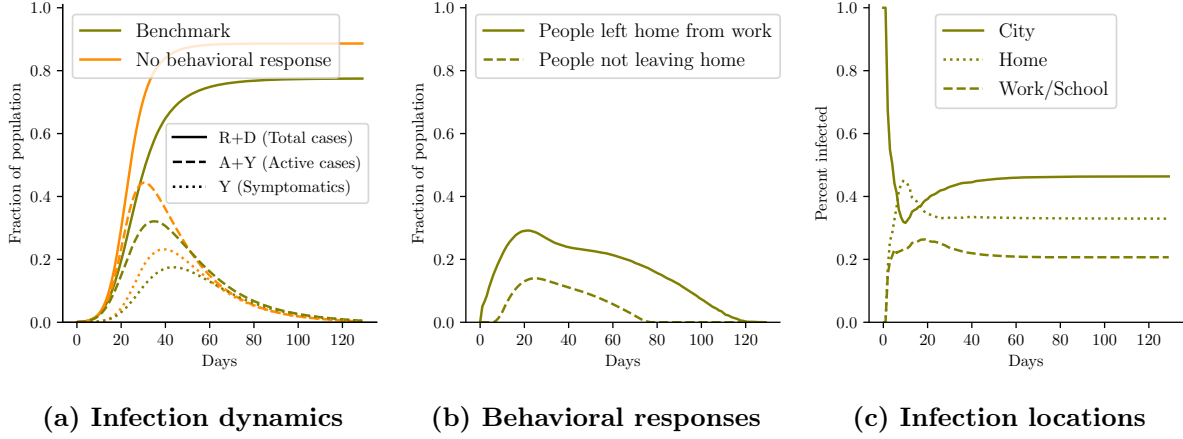 Benchmark
No behavioral response
R+D (Total cases)
A+Y (Active cases)
Y (Symptomatics)
Fraction of population
1.0
0.8
0.6
0.4
0.2
0.0
0 20 40 60 80 100 120
Days
(a) Infection dynamics
People left home from work
People not leaving home
Fraction of population
1.0
0.8
0.6
0.4
0.2
0.0
0 20 40 60 80 100 120
Days
(b) Behavioral responses
City
Home
Work/School
Percent infected
1.0
0.8
0.6
0.4
0.2
0.0
0 20 40 60 80 100 120
Days
(c) Infection locations